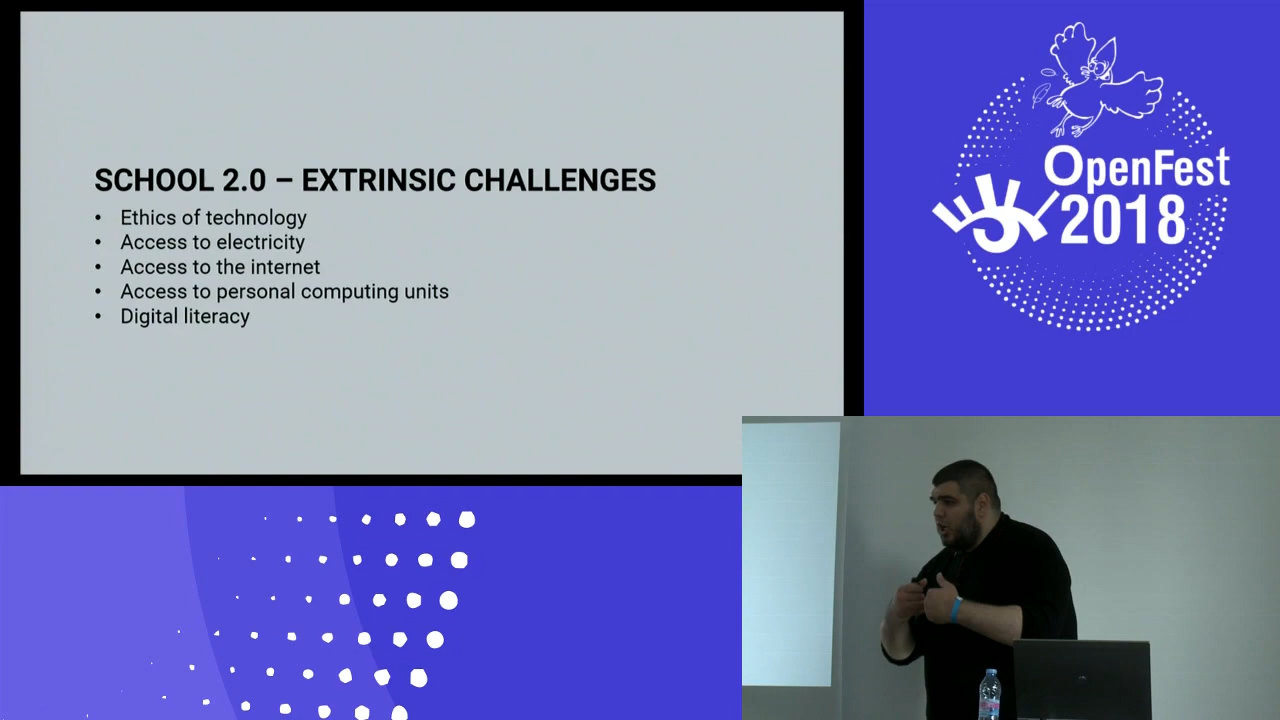 SCHOOL 2.0 – EXTRINSIC CHALLENGES
• Ethics of technology
• Access to electricity
• Access to the internet
• Access to personal computing units
• Digital literacy
OpenFest
2018